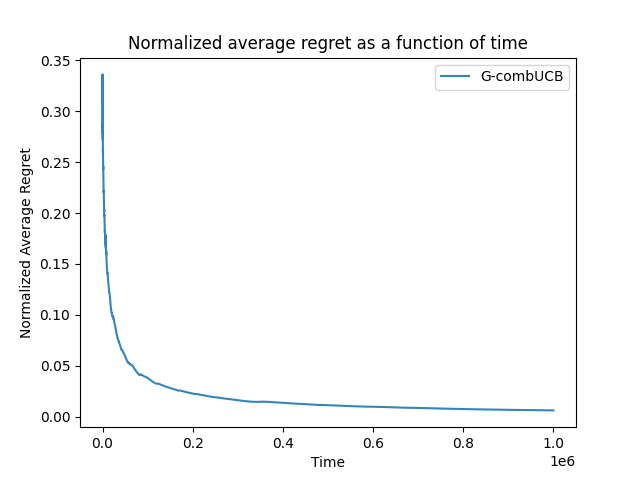 Normalized average regret as a function of time
G-combUCB
Normalized Average Regret
0.35
0.30
0.25
0.20
0.15
0.10
0.05
0.00
0.0 0.2 0.4 0.6 0.8 1.0
1e6
Time